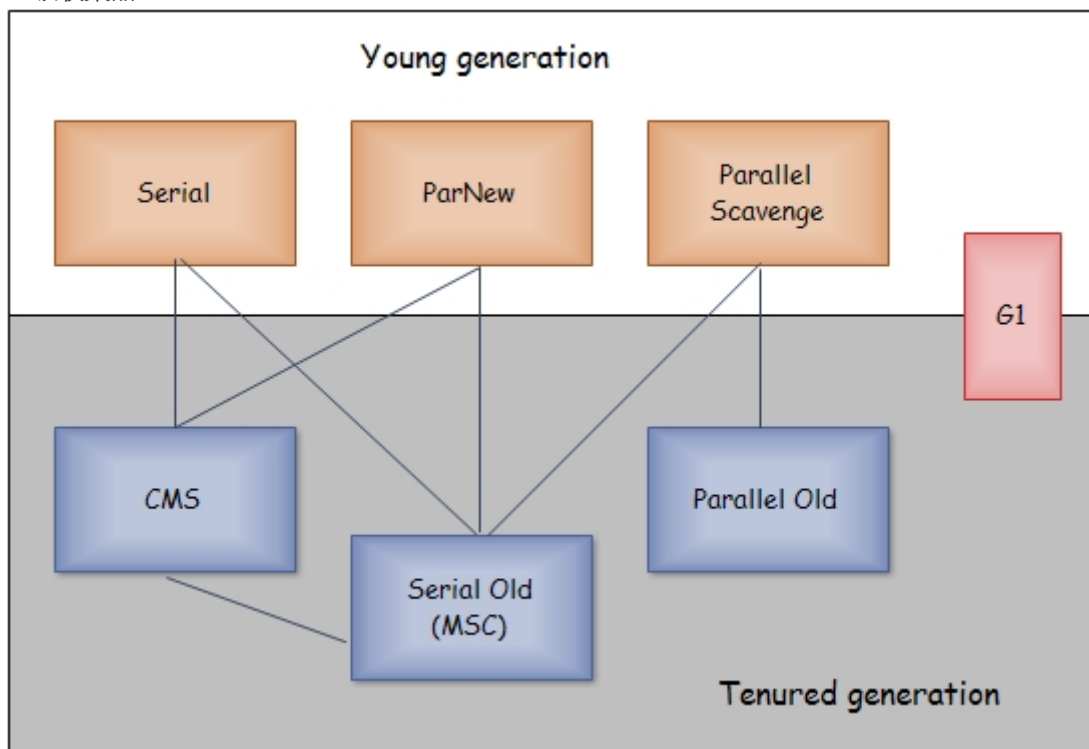 Young generation
Serial
ParNew
Parallel
Scavenge
G1
CMS
Parallel Old
Serial Old
(MSC)
Tenured generation